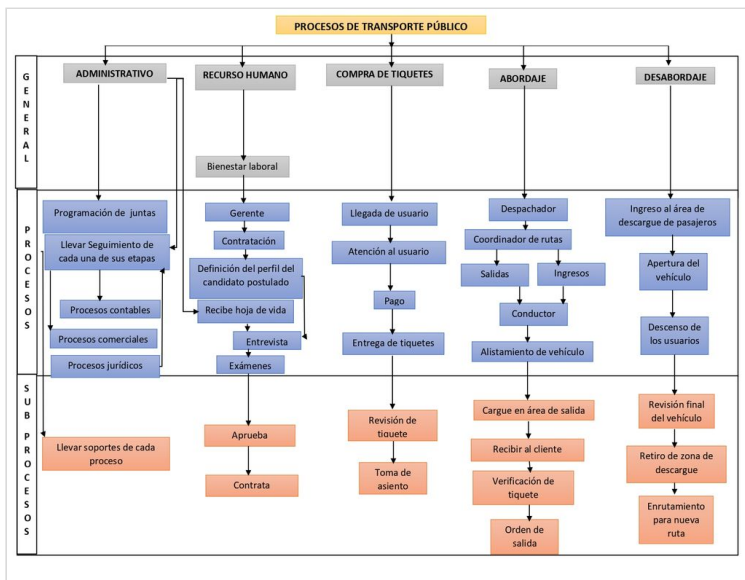 PROCESOS DE TRANSPORTE PÚBLICO
GENERAL
ADMINISTRATIVO
RECURSO HUMANO
COMPRA DE TIQUETES
ABORDAJE
DESABORDAJE
Bienestar laboral
PROCESOS
Programación de juntas
Llevar Seguimiento de
cada una de sus etapas
Procesos contables
Procesos comerciales
Procesos jurídicos
Gerente
Contratación
Definición del perfil del
candidato postulado
Recibe hoja de vida
Entrevista
Exámenes
Llegada de usuario
Atención al usuario
Pago
Entrega de tiquetes
Despachador
Coordinador de rutas
Salidas
Ingresos
Conductor
Alistamiento de vehículo
Ingreso al área de
descargue de pasajeros
Apertura del
vehículo
Descenso de
los usuarios
SUB PROCESOS
Llevar soportes de cada
proceso
Aprueba
Contrata
Revisión de
tiquete
Toma de
asiento
Cargue en área de salida
Recibir al cliente
Verificación de
tiquete
Orden de
salida
Revisión final
del vehículo
Retiro de zona de
descargue
Enrutamiento
para nueva
ruta